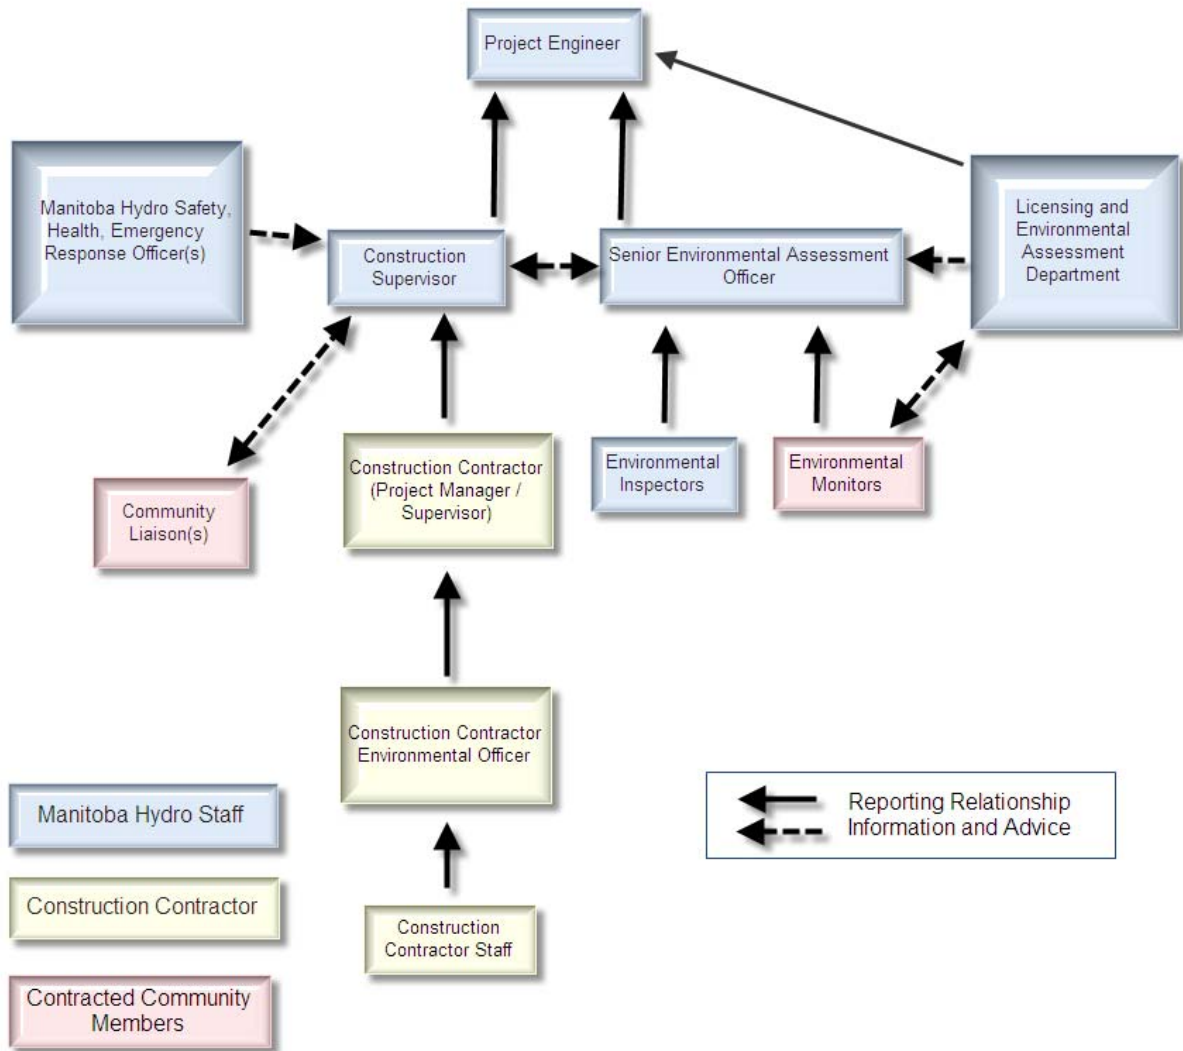 Project Engineer
Manitoba Hydro Safety,
Health, Emergency
Response Officer(s)
Construction
Supervisor
Senior Environmental Assessment
Officer
Licensing and
Environmental
Assessment
Department
Community
Liaison(s)
Construction Contractor
(Project Manager /
Supervisor)
Environmental
Inspectors
Environmental
Monitors
Construction Contractor
Environmental Officer
Construction
Contractor Staff
Manitoba Hydro Staff
Construction Contractor
Contracted Community
Members
Reporting Relationship
Information and Advice